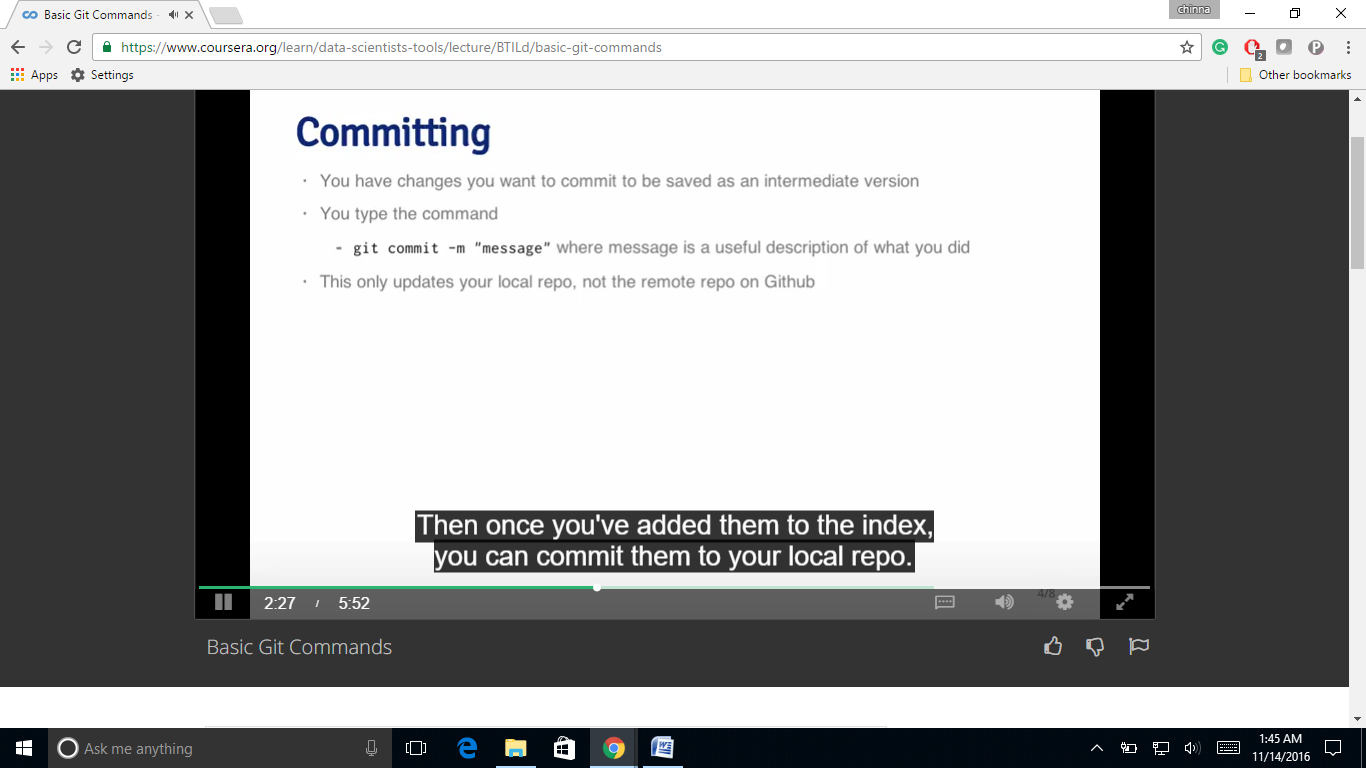 Basic Git Commands -
chinna
https://www.coursera.org/learn/data-scientists-tools/lecture/BTILd/basic-git-commands
2
P
Apps
Settings
Other bookmarks
Committing
· You have changes you want to commit to be saved as an intermediate version
· You type the command
- git commit -m "message" where message is a useful description of what you did
· This only updates your local repo, not the remote repo on Github
Then once you've added them to the index,
you can commit them to your local repo.
4/8
2:27 / 5:52
Basic Git Commands
Ask me anything
1:45 AM
11/14/2016